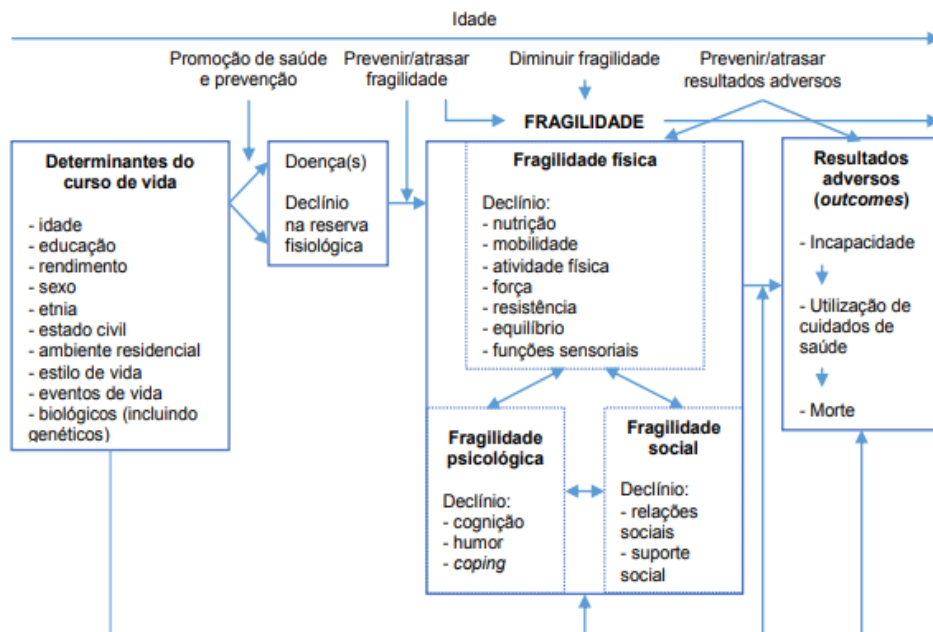 Idade
Promoção de saúde
e prevenção
Prevenir/atrasar
fragilidade
Diminuir fragilidade
Prevenir/atrasar
resultados adversos
FRAGILIDADE
Determinantes do
curso de vida
- idade
- educação
- rendimento
- sexo
- etnia
- estado civil
- ambiente residencial
- estilo de vida
- eventos de vida
- biológicos (incluindo
genéticos)
Doença(s)
Declínio
na reserva
fisiológica
Fragilidade física
Declínio:
- nutrição
- mobilidade
- atividade física
- força
- resistência
- equilíbrio
- funções sensoriais
Fragilidade
psicológica
Declínio:
- cognição
- humor
- coping
Fragilidade
social
Declínio:
- relações
sociais
- suporte
social
Resultados
adversos
(outcomes)
- Incapacidade
- Utilização de
cuidados de
saúde
- Morte